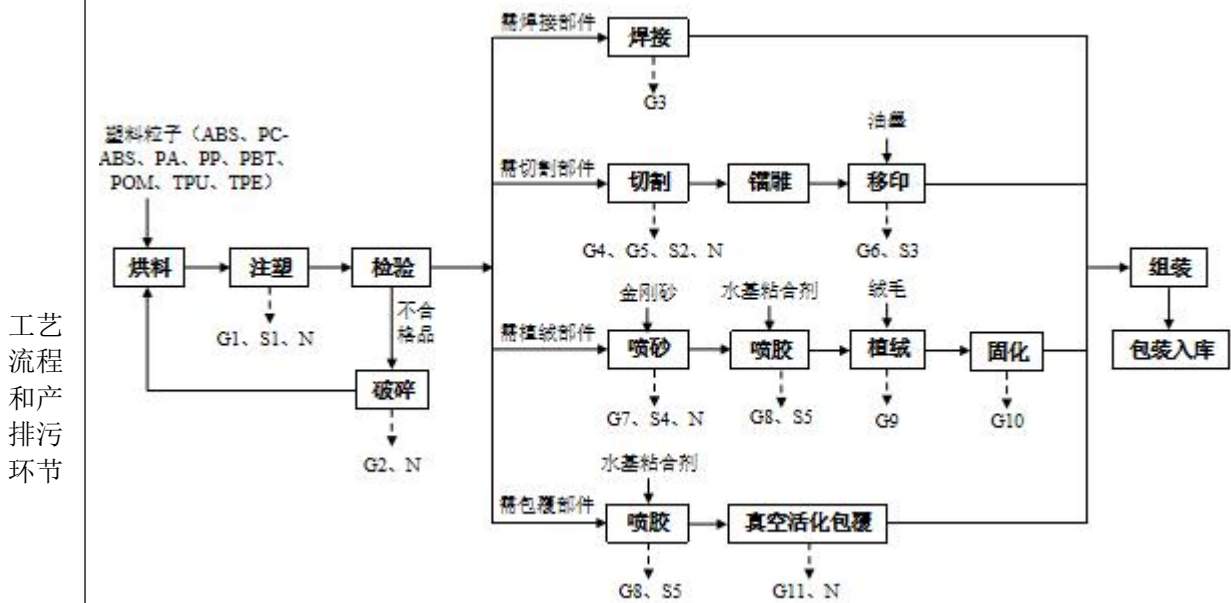 工艺
流程
和产
排污
环节
塑料粒子（ABS、PC-
ABS、PA、PP、PBT、
POM、TPU、TPE）
烘料
注塑
G1、S1、N
检验
不合
格品
破碎
G2、N
需焊接部件
焊接
G3
需切割部件
切割
G4、G5、S2、N
镭雕
油墨
移印
G6、S3
需植绒部件
金刚砂
喷砂
G7、S4、N
水基粘合剂
喷胶
G8、S5
绒毛
植绒
G9
固化
G10
需包覆部件
水基粘合剂
喷胶
G8、S5
真空活化包覆
G11、N
组装
包装入库